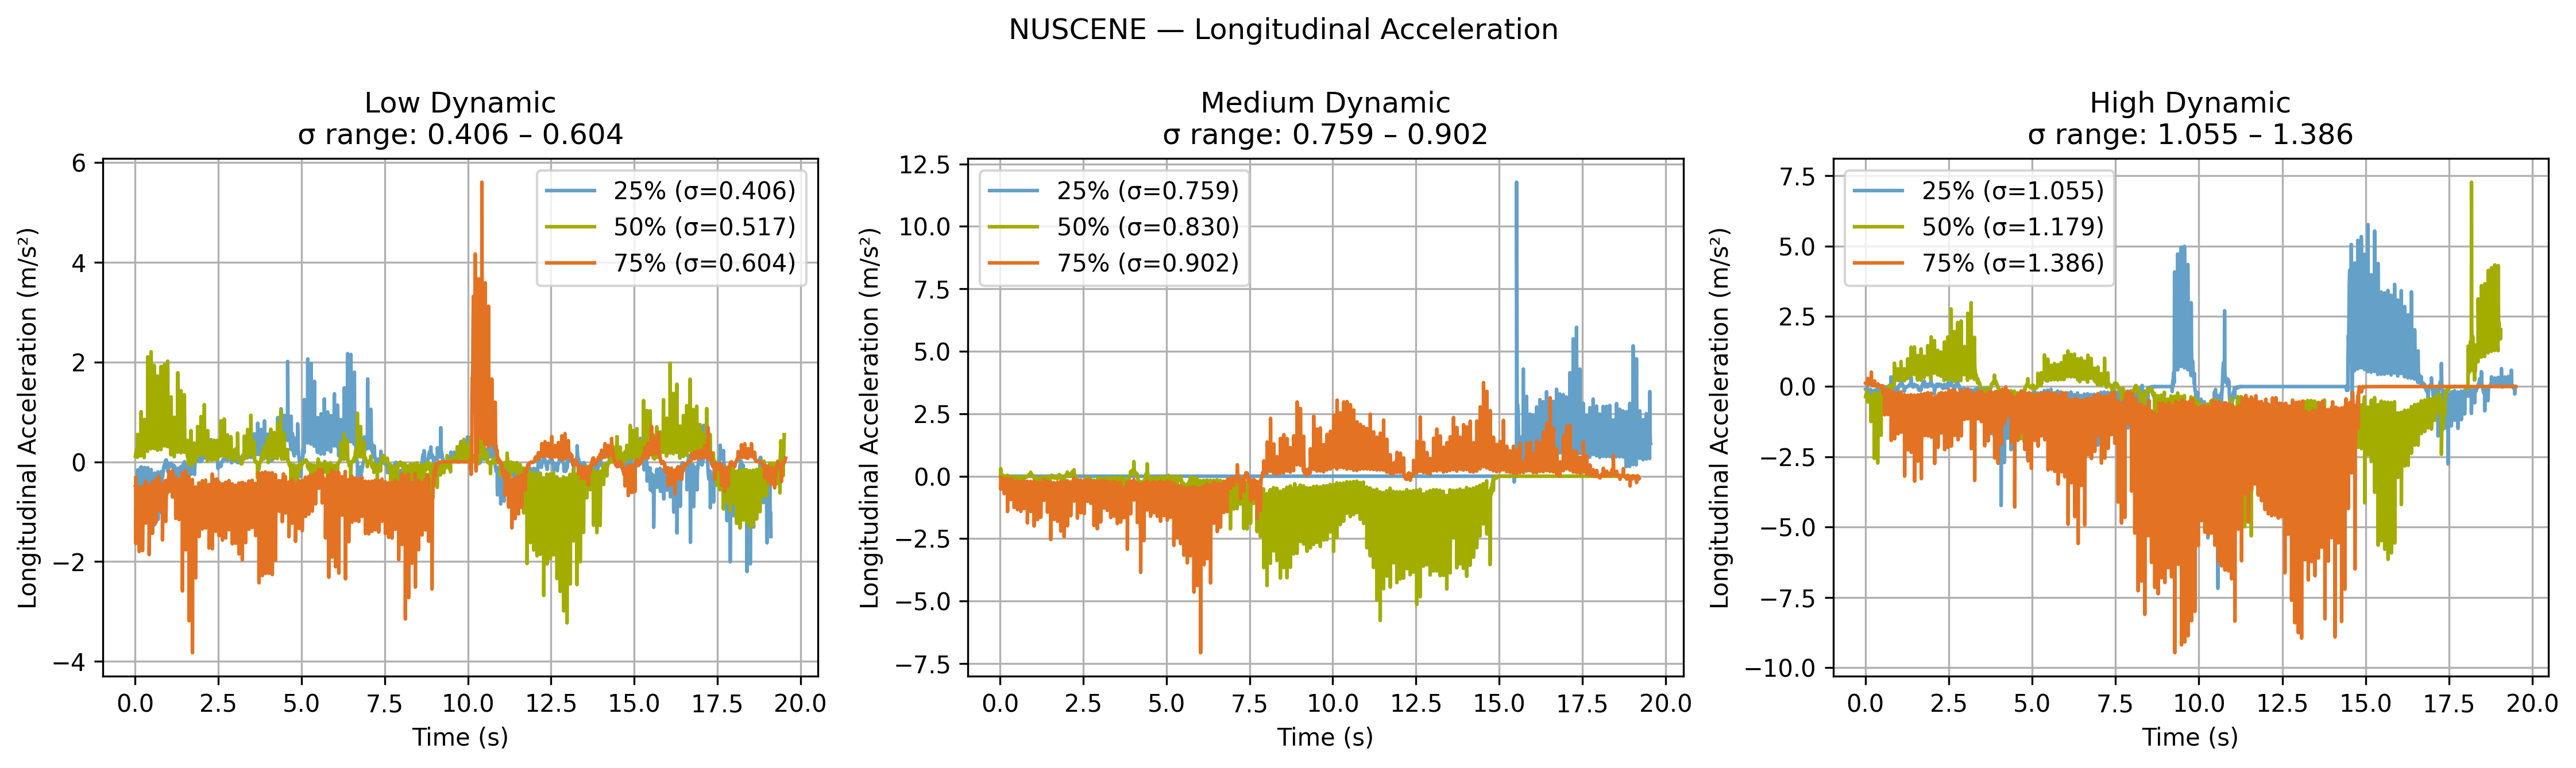 NUSCENE — Longitudinal Acceleration
Low Dynamic
σ range: 0.406 – 0.604
Longitudinal Acceleration (m/s²)
6
4
2
0
−2
−4
25% (σ=0.406)
50% (σ=0.517)
75% (σ=0.604)
0.0 2.5 5.0 7.5 10.0 12.5 15.0 17.5 20.0
Time (s)
Medium Dynamic
σ range: 0.759 – 0.902
Longitudinal Acceleration (m/s²)
12.5
10.0
7.5
5.0
2.5
0.0
−2.5
−5.0
−7.5
25% (σ=0.759)
50% (σ=0.830)
75% (σ=0.902)
0.0 2.5 5.0 7.5 10.0 12.5 15.0 17.5 20.0
Time (s)
High Dynamic
σ range: 1.055 – 1.386
Longitudinal Acceleration (m/s²)
7.5
5.0
2.5
0.0
−2.5
−5.0
−7.5
−10.0
25% (σ=1.055)
50% (σ=1.179)
75% (σ=1.386)
0.0 2.5 5.0 7.5 10.0 12.5 15.0 17.5 20.0
Time (s)